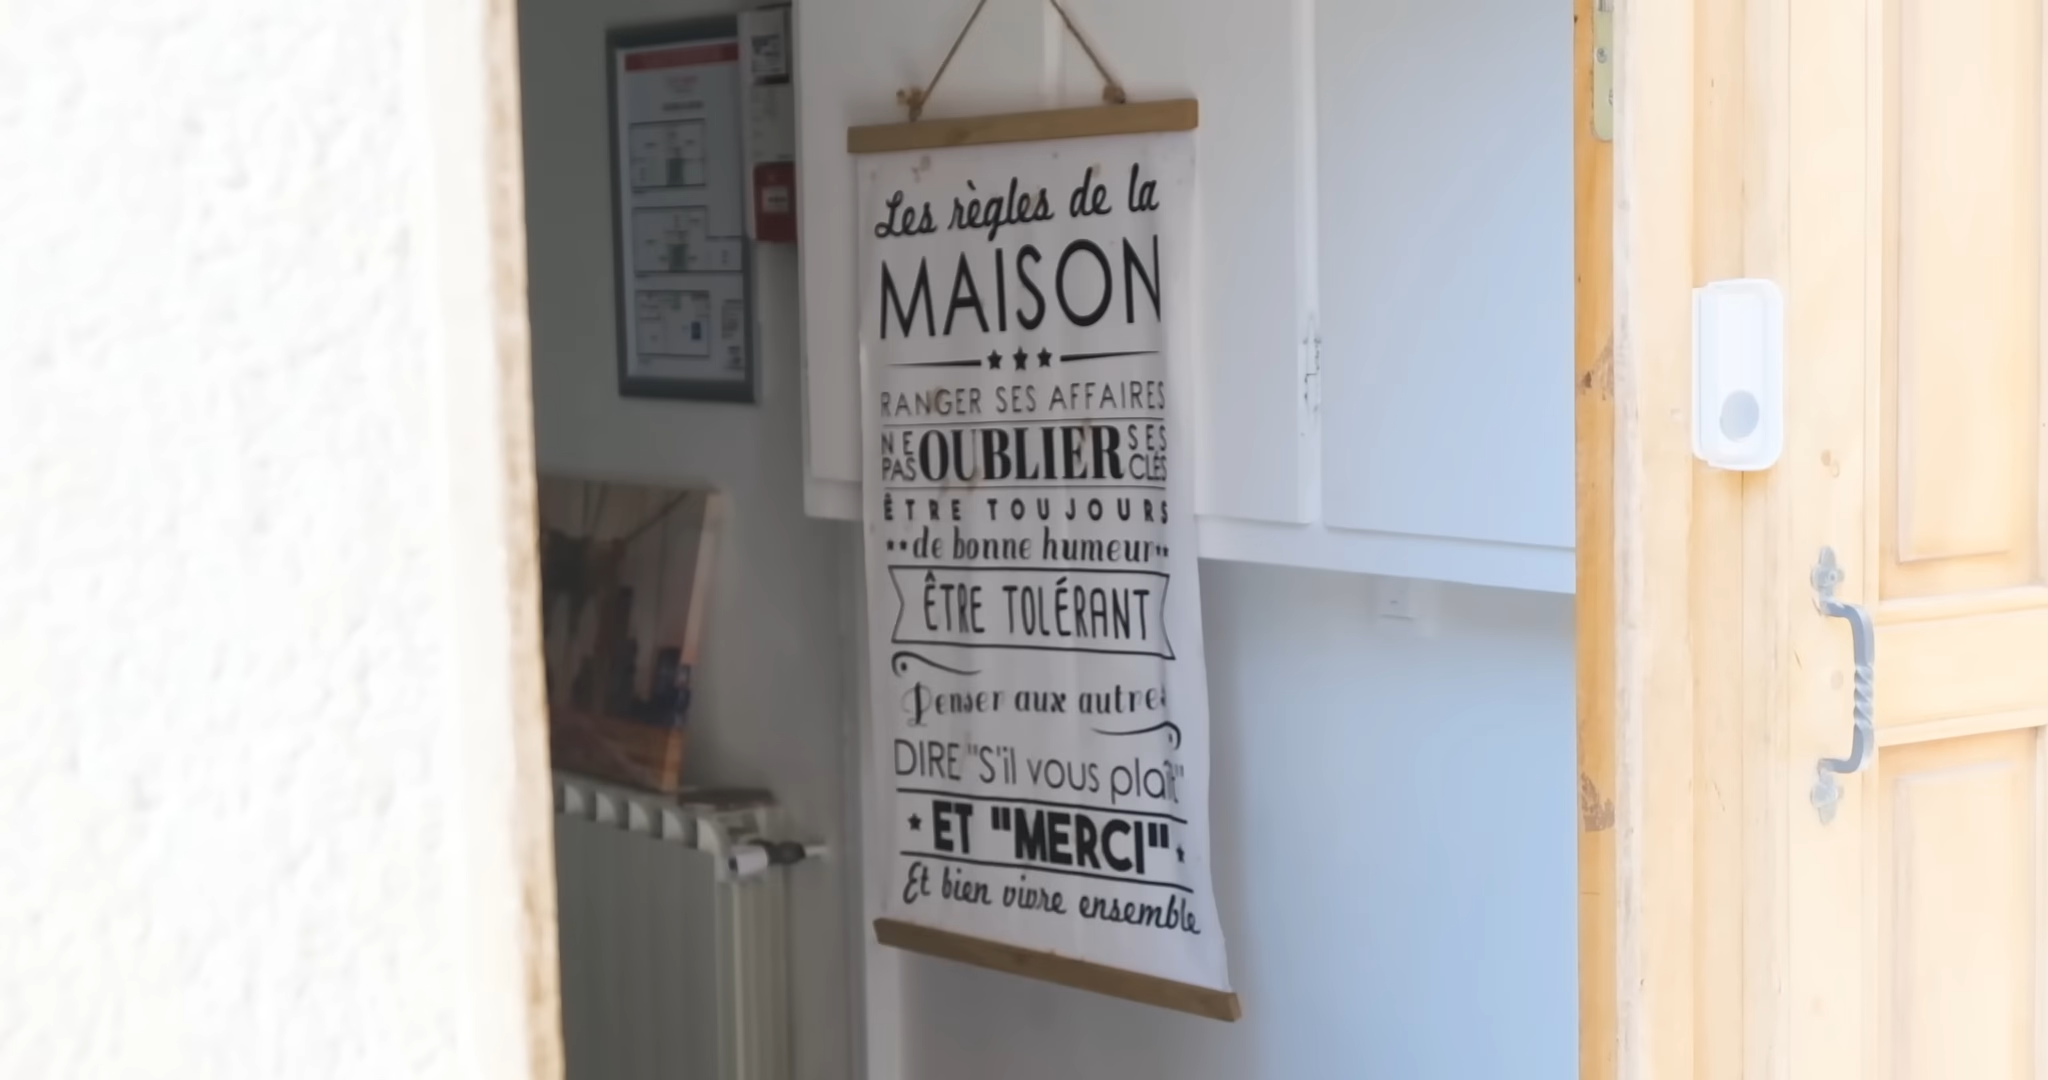 Les règles de la
MAISON
RANGER SES AFFAIRES
NE PAS OUBLIER SES CLÉS
ÊTRE TOUJOURS
de bonne humeur
ÊTRE TOLÉRANT
Penser aux autres
DIRE "S'il vous plaît"
ET "MERCI"
Et bien vivre ensemble